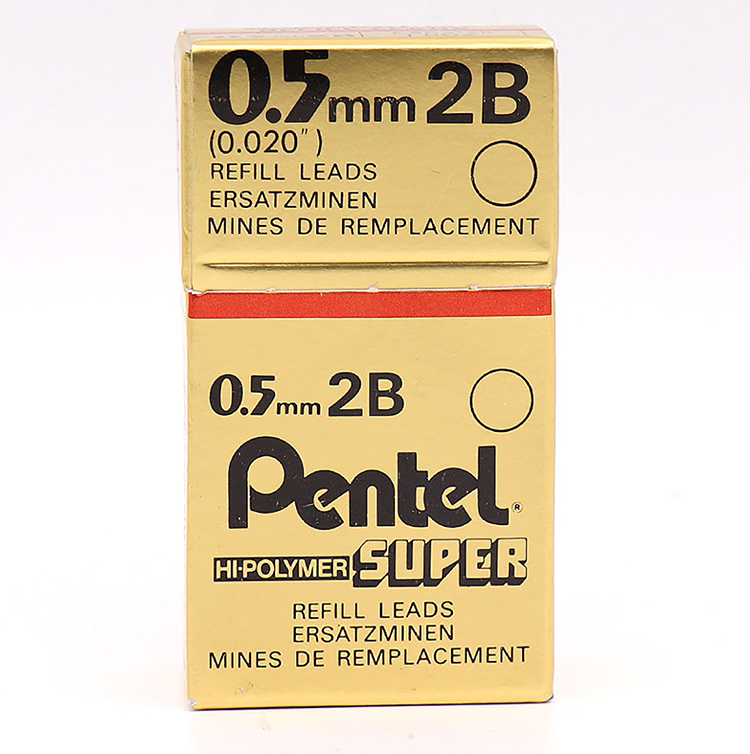 0.5mm 2B
(0.020")
REFILL LEADS
ERSATZMINEN
MINES DE REMPLACEMENT
0.5mm 2B
Pentel®
HI-POLYMER SUPER
REFILL LEADS
ERSATZMINEN
MINES DE REMPLACEMENT